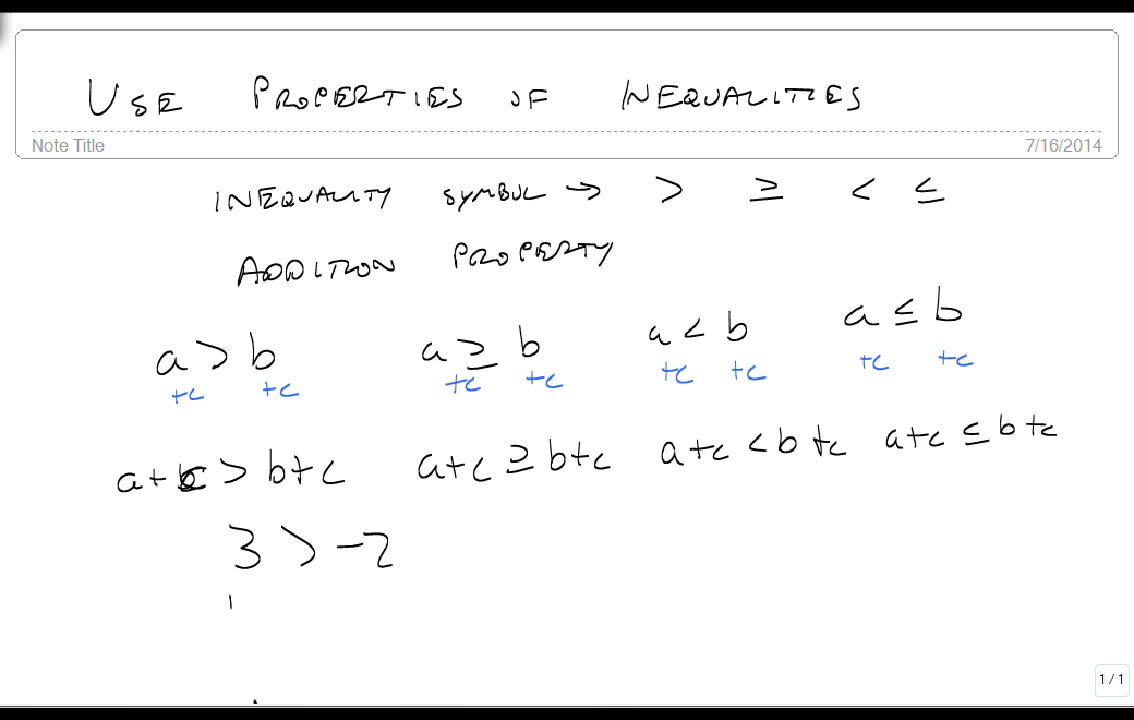 USE PROPERTIES OF INEQUALITIES
Note Title 7/16/2014
INEQUALITY SYMBOL → > ≥ < ≤
ADDITION PROPERTY
a > b a ≥ b a < b a ≤ b
+c +c +c +c +c +c +c +c
a+c > b+c a+c ≥ b+c a+c < b+c a+c ≤ b+c
3 > -2
1 / 1